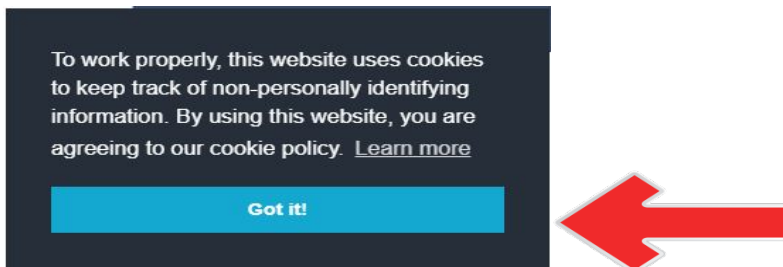 To work properly, this website uses cookies
to keep track of non-personally identifying
information. By using this website, you are
agreeing to our cookie policy. Learn more
Got it!